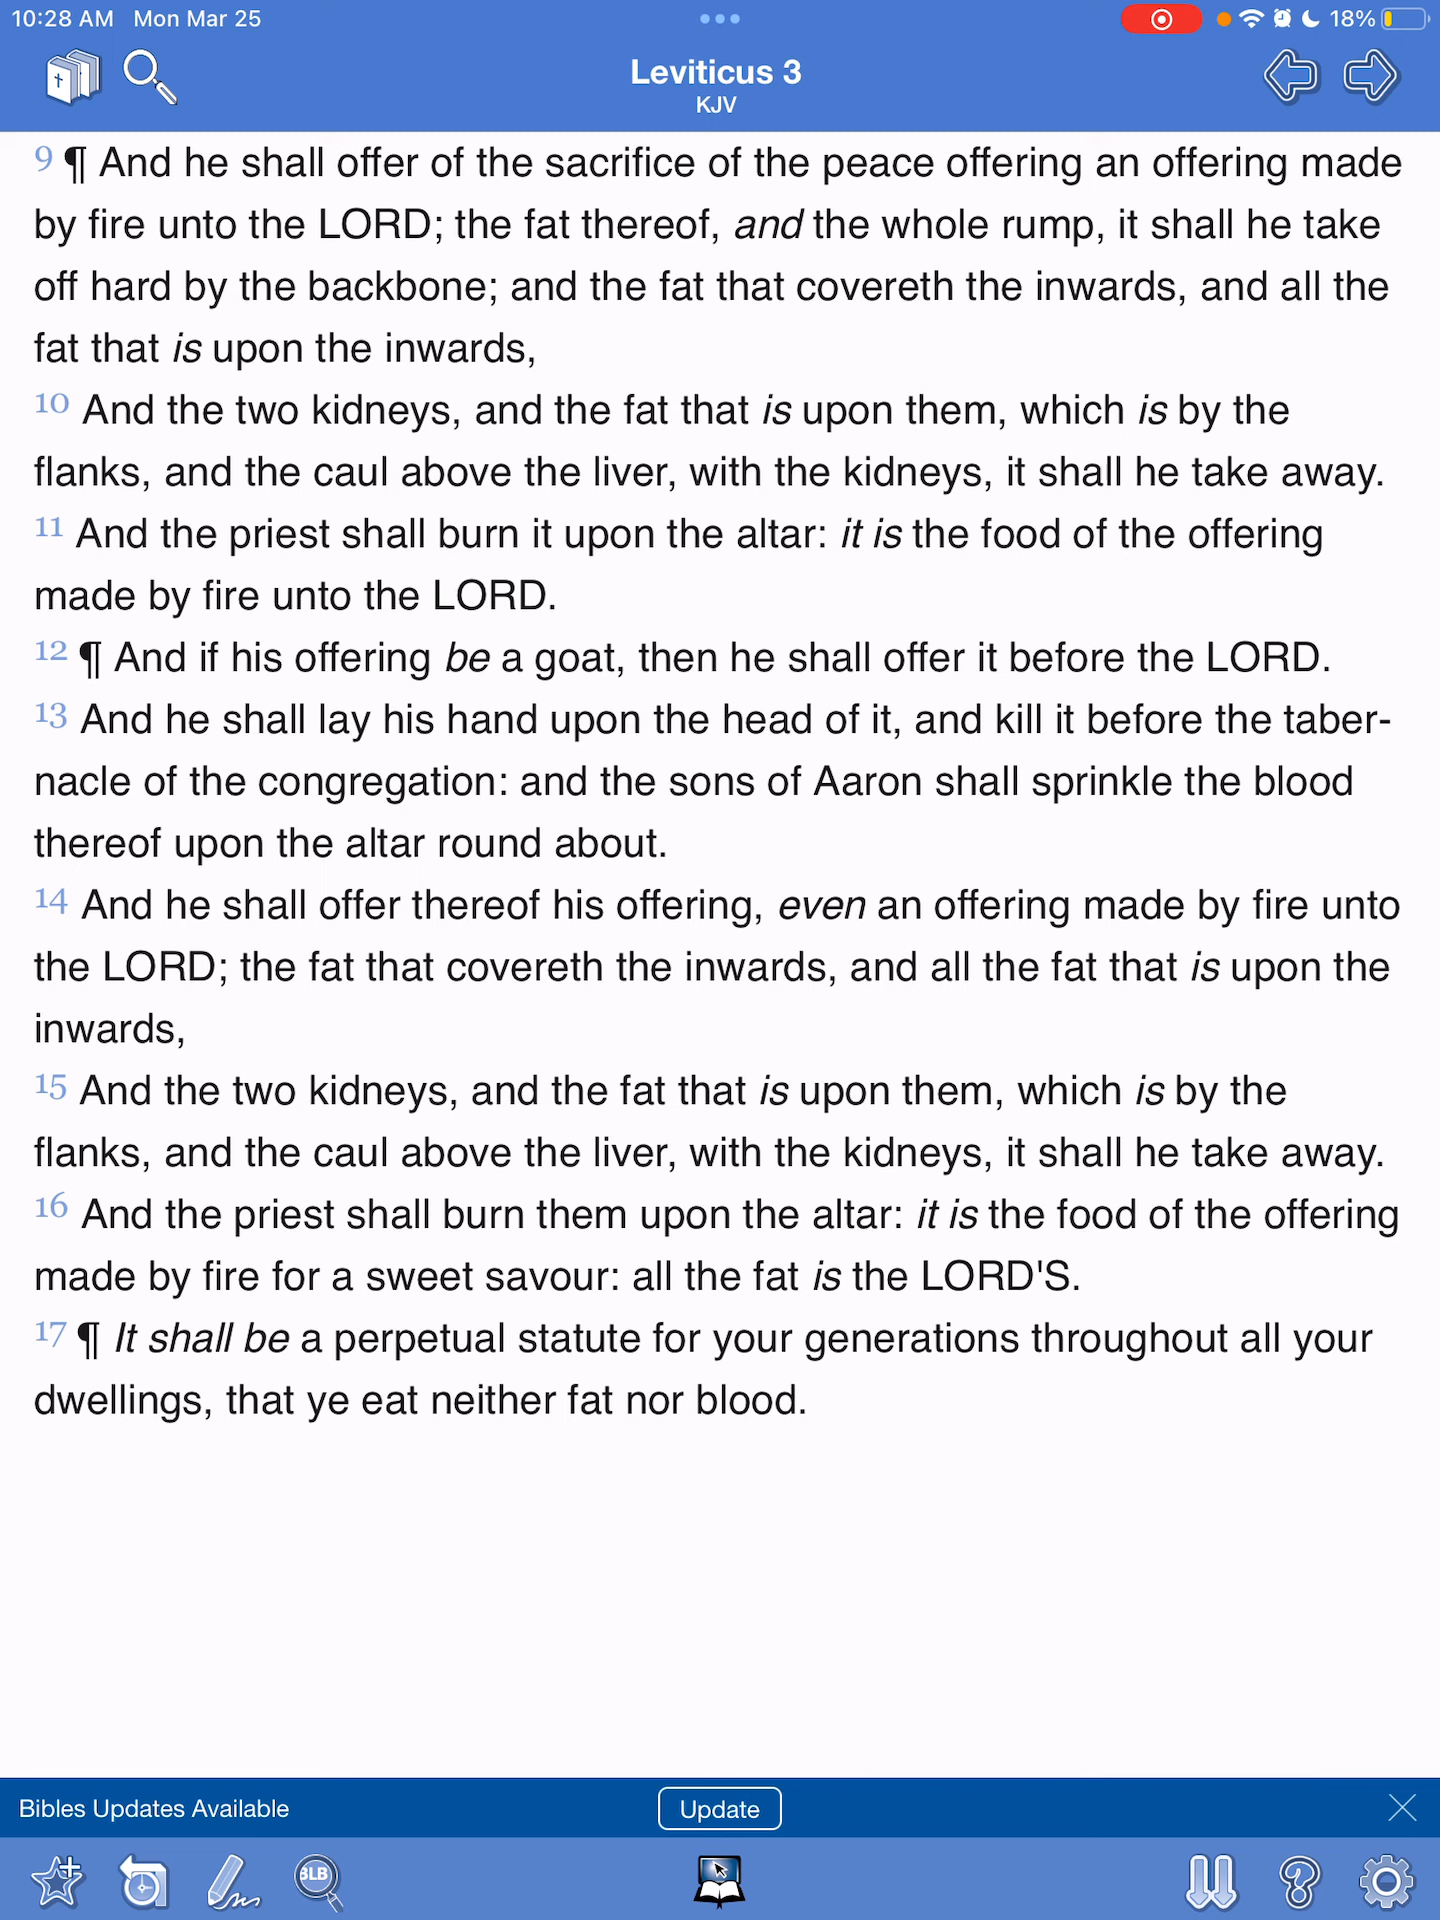 10:28 AM Mon Mar 25
18%
Leviticus 3
KJV
9 ¶ And he shall offer of the sacrifice of the peace offering an offering made
by fire unto the LORD; the fat thereof, and the whole rump, it shall he take
off hard by the backbone; and the fat that covereth the inwards, and all the
fat that is upon the inwards,
10 And the two kidneys, and the fat that is upon them, which is by the
flanks, and the caul above the liver, with the kidneys, it shall he take away.
11 And the priest shall burn it upon the altar: it is the food of the offering
made by fire unto the LORD.
12 ¶ And if his offering be a goat, then he shall offer it before the LORD.
13 And he shall lay his hand upon the head of it, and kill it before the taber-
nacle of the congregation: and the sons of Aaron shall sprinkle the blood
thereof upon the altar round about.
14 And he shall offer thereof his offering, even an offering made by fire unto
the LORD; the fat that covereth the inwards, and all the fat that is upon the
inwards,
15 And the two kidneys, and the fat that is upon them, which is by the
flanks, and the caul above the liver, with the kidneys, it shall he take away.
16 And the priest shall burn them upon the altar: it is the food of the offering
made by fire for a sweet savour: all the fat is the LORD'S.
17 ¶ It shall be a perpetual statute for your generations throughout all your
dwellings, that ye eat neither fat nor blood.
Bibles Updates Available
Update
BLB